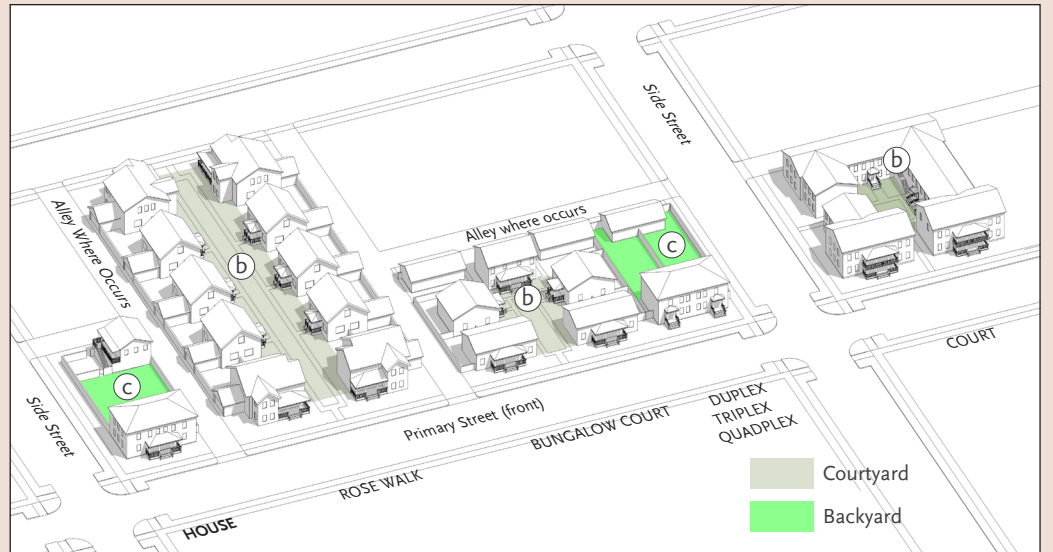 Side Street
b
Alley Where Occurs
Alley where occurs
c
b
b
c
Side Street
Primary Street (front)
HOUSE
ROSE WALK
BUNGALOW COURT
DUPLEX
TRIPLEX
QUADPLEX
COURT
Courtyard
Backyard